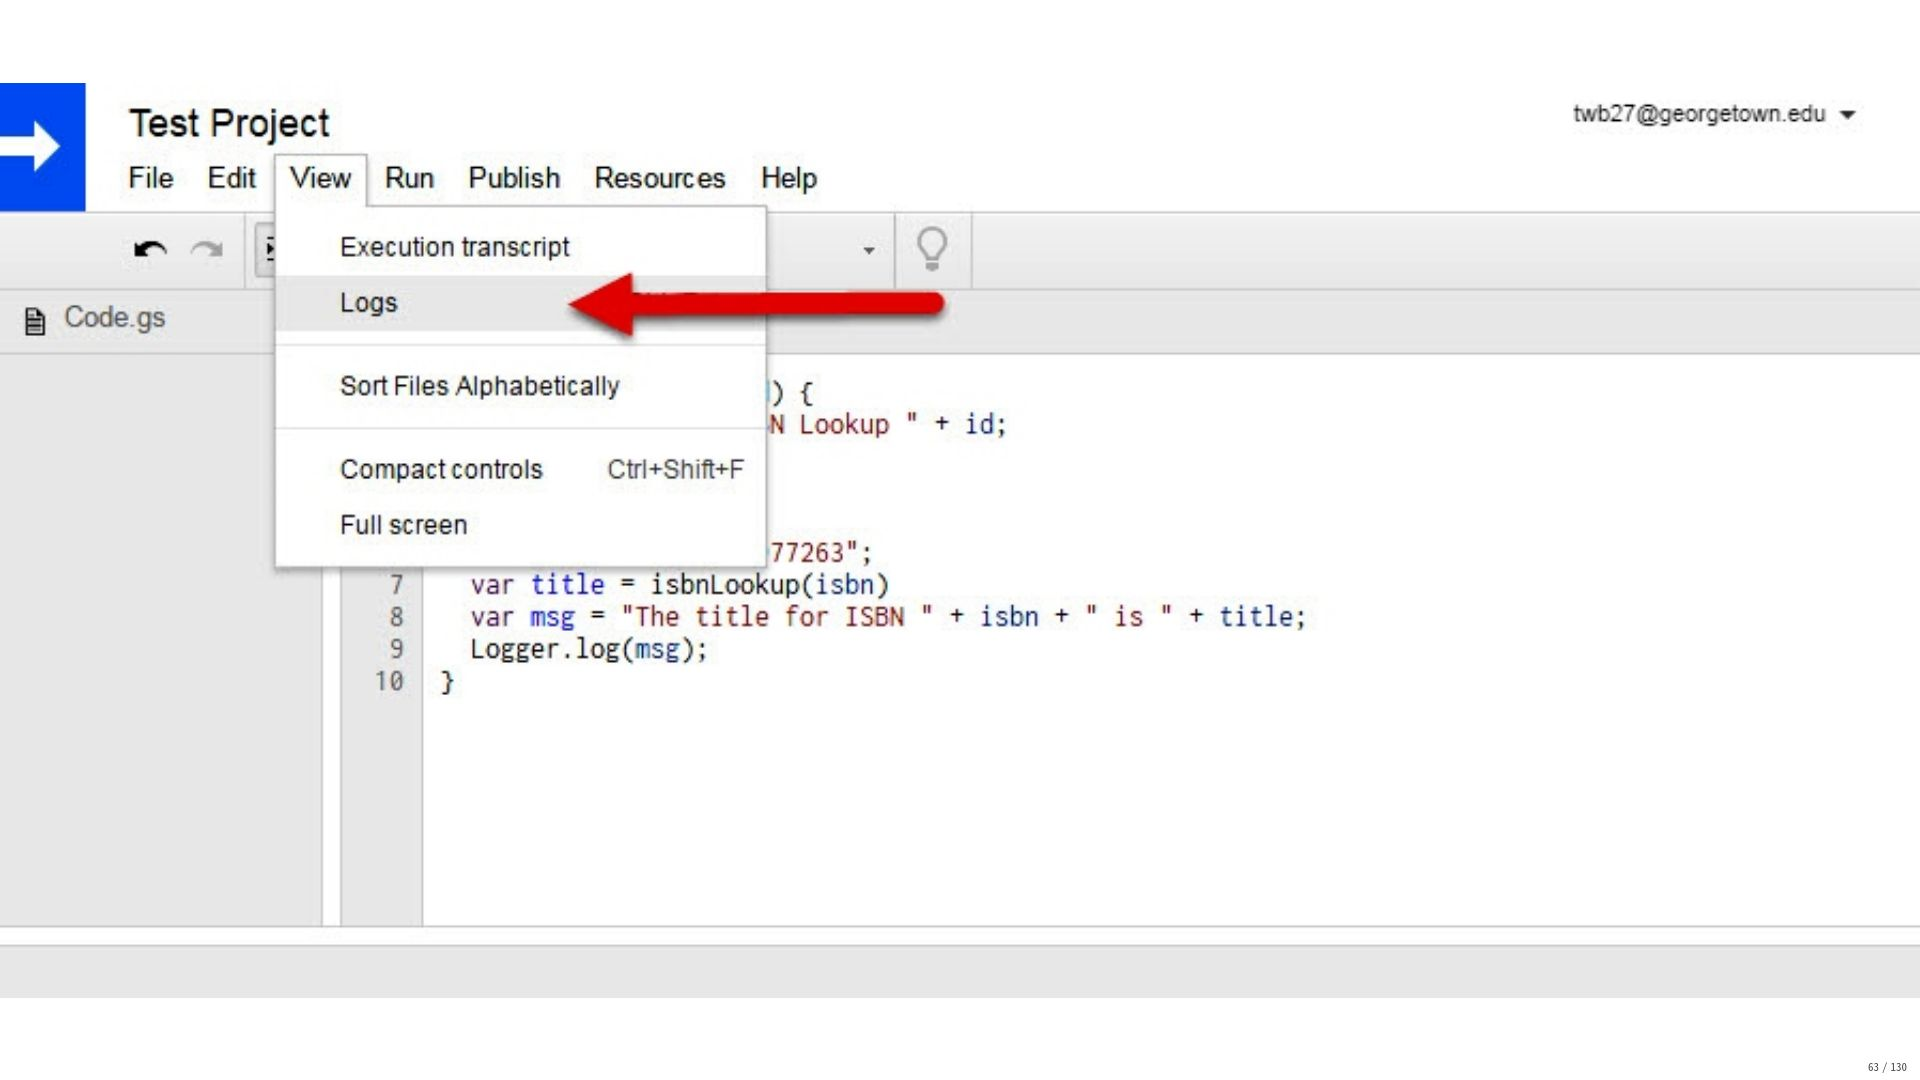 Test Project
twb27@georgetown.edu
File Edit View Run Publish Resources Help
Execution transcript
Logs
Code.gs
Sort Files Alphabetically
) {
N Lookup " + id;
Compact controls Ctrl+Shift+F
Full screen
77263";
7 var title = isbnLookup(isbn)
8 var msg = "The title for ISBN " + isbn + " is " + title;
9 Logger.log(msg);
10 }
63 / 130